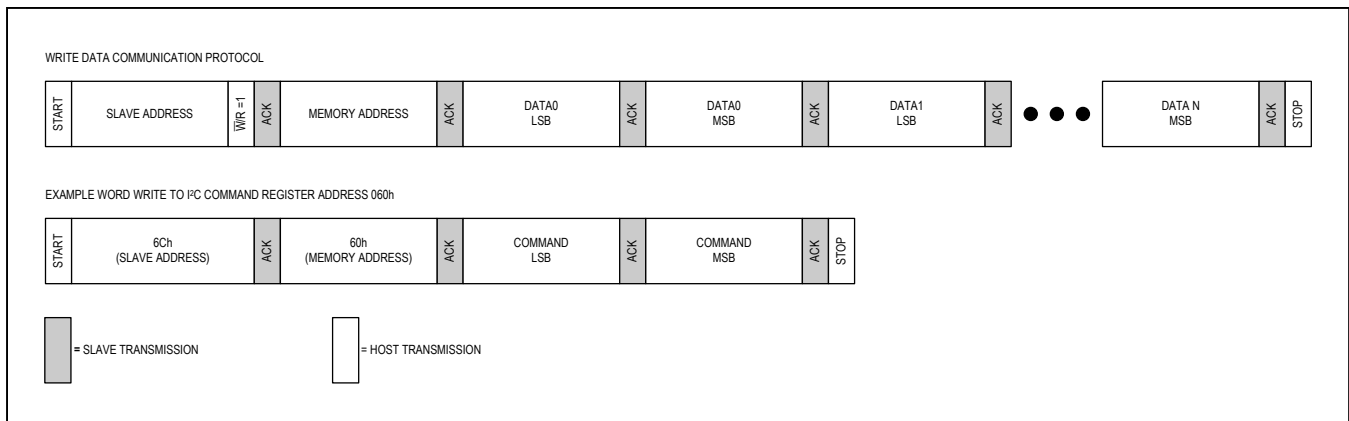 WRITE DATA COMMUNICATION PROTOCOL
START
SLAVE ADDRESS
W̅/R =1
ACK
MEMORY ADDRESS
ACK
DATA0
LSB
ACK
DATA0
MSB
ACK
DATA1
LSB
ACK
DATA N
MSB
ACK
STOP
EXAMPLE WORD WRITE TO I²C COMMAND REGISTER ADDRESS 060h
START
6Ch
(SLAVE ADDRESS)
ACK
60h
(MEMORY ADDRESS)
ACK
COMMAND
LSB
ACK
COMMAND
MSB
ACK
STOP
= SLAVE TRANSMISSION
= HOST TRANSMISSION